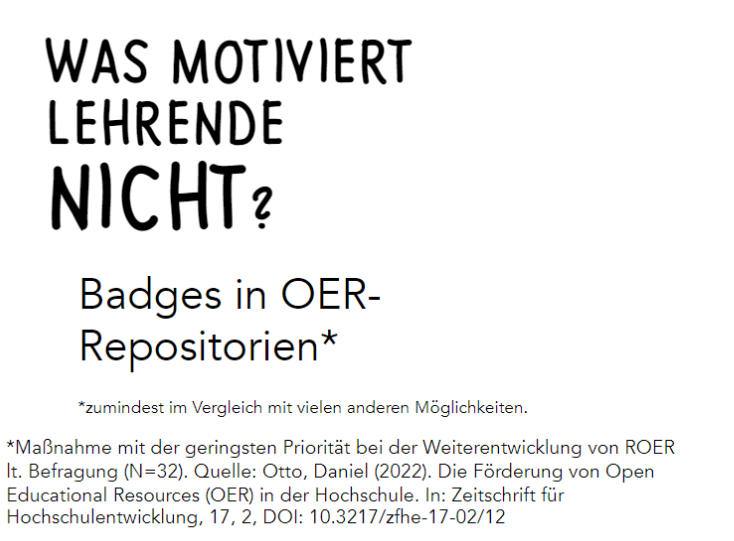 WAS MOTIVIERT
LEHRENDE
NICHT?
Badges in OER-
Repositorien*
*zumindest im Vergleich mit vielen anderen Möglichkeiten.
*Maßnahme mit der geringsten Priorität bei der Weiterentwicklung von ROER
lt. Befragung (N=32). Quelle: Otto, Daniel (2022). Die Förderung von Open
Educational Resources (OER) in der Hochschule. In: Zeitschrift für
Hochschulentwicklung, 17, 2, DOI: 10.3217/zfhe-17-02/12